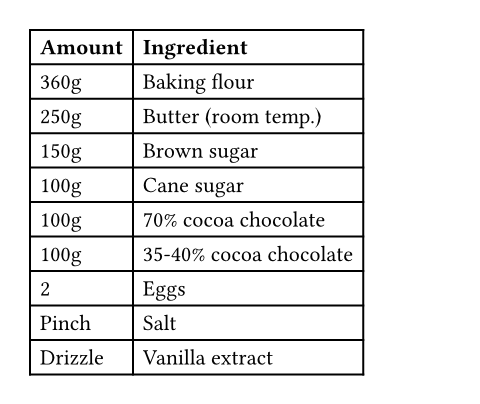 Amount Ingredient
360g Baking flour
250g Butter (room temp.)
150g Brown sugar
100g Cane sugar
100g 70% cocoa chocolate
100g 35-40% cocoa chocolate
2 Eggs
Pinch Salt
Drizzle Vanilla extract